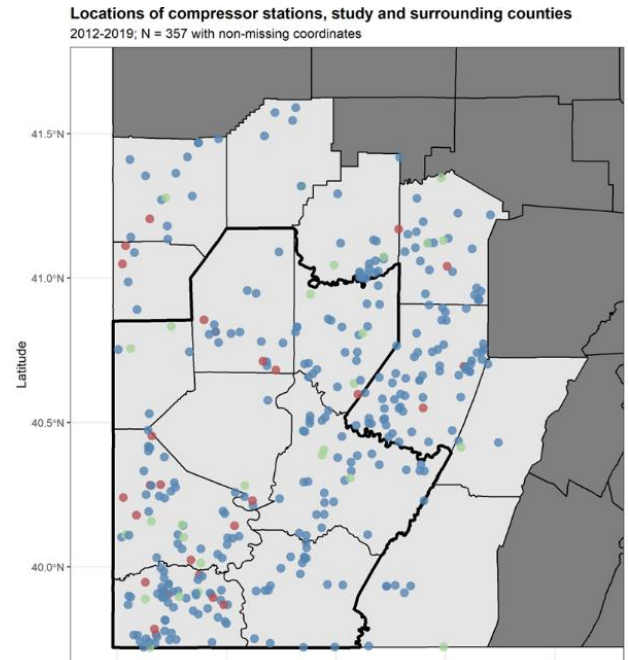 Locations of compressor stations, study and surrounding counties
2012-2019; N = 357 with non-missing coordinates
41.5°N
41.0°N
Latitude
40.5°N
40.0°N